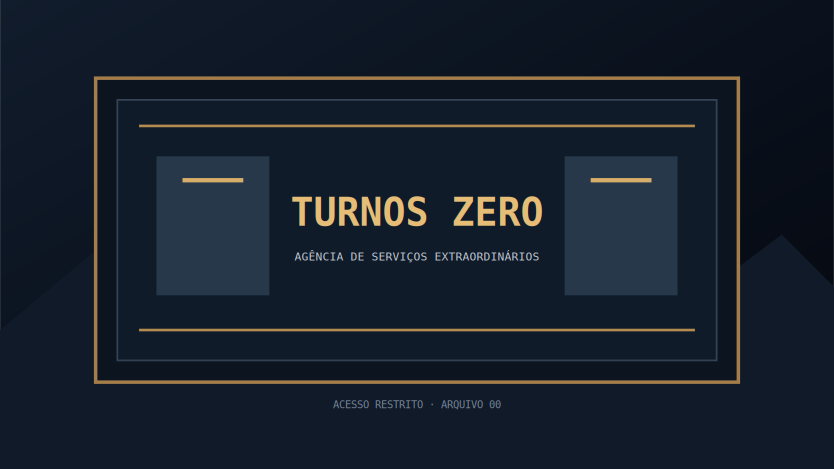 TURNOS ZERO
AGÊNCIA DE SERVIÇOS EXTRAORDINÁRIOS
ACESSO RESTRITO · ARQUIVO 00